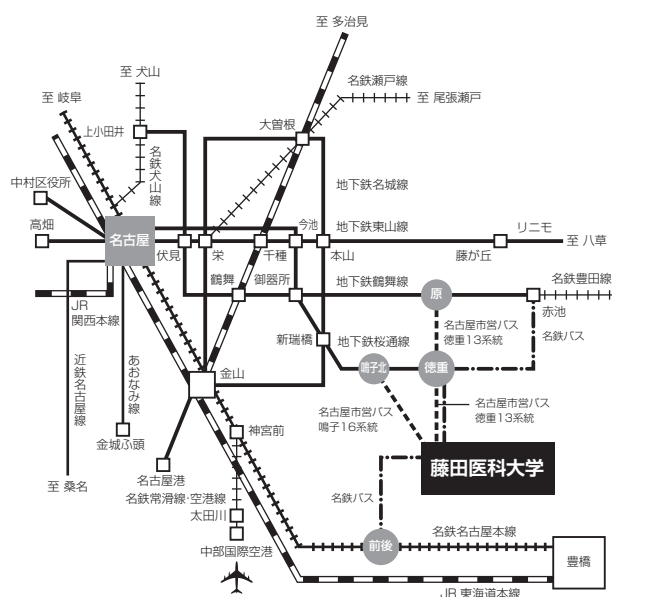 至 多治見
至 犬山
名鉄瀬戸線
至 岐阜
至 尾張瀬戸
上小田井
大曽根
名鉄犬山線
中村区役所
地下鉄名城線
高畑
今池
地下鉄東山線
リニモ
名古屋
至 八草
伏見
栄
千種
本山
藤が丘
鶴舞
御器所
地下鉄鶴舞線
名鉄豊田線
原
JR
関西本線
赤池
名古屋市営バス
徳重13系統
名鉄バス
新瑞橋
地下鉄桜通線
近鉄名古屋線
あおなみ線
金山
鳴子北
徳重
名古屋市営バス
徳重13系統
名古屋市営バス
鳴子16系統
神宮前
金城ふ頭
藤田医科大学
名古屋港
至 桑名
名鉄常滑線・空港線
名鉄バス
太田川
名鉄名古屋本線
前後
中部国際空港
豊橋
JR 東海道本線